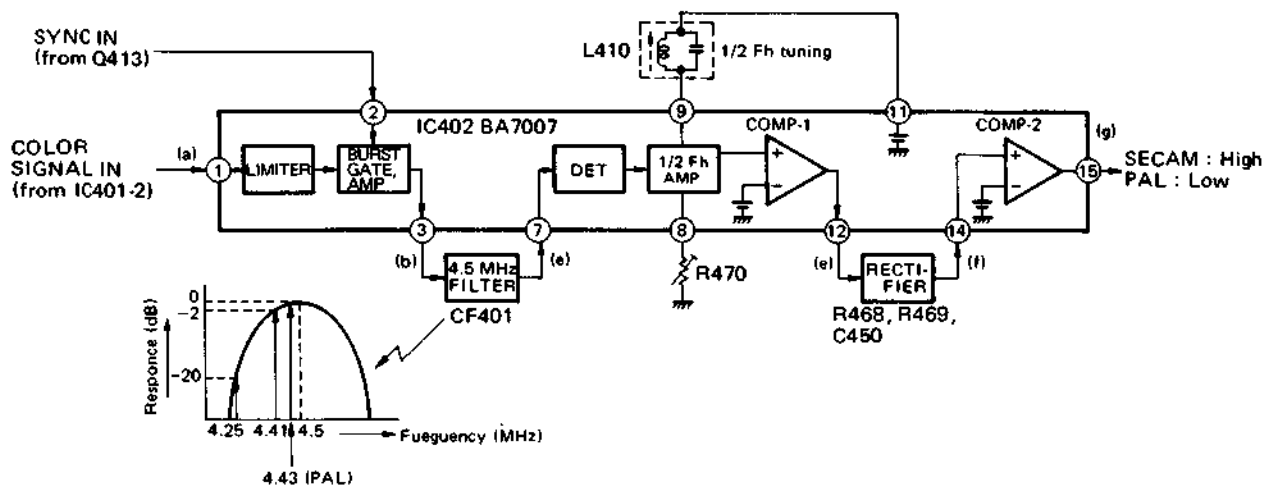 SYNC IN
(from Q413)
L410
1/2 Fh tuning
2
9
11
IC402 BA7007
COMP-1
COMP-2
(g)
COLOR
SIGNAL IN
(from IC401-2)
(a)
1
LIMITER
BURST
GATE,
AMP
DET
1/2 Fh
AMP
+
−
+
−
15
SECAM : High
PAL : Low
3
7
8
12
14
(b)
4.5 MHz
FILTER
(e)
R470
(e)
RECTI-
FIER
(f)
CF401
R468, R469,
C450
0
-2
-20
Responce (dB)
4.25
4.41
4.5
Fueguency (MHz)
4.43 (PAL)